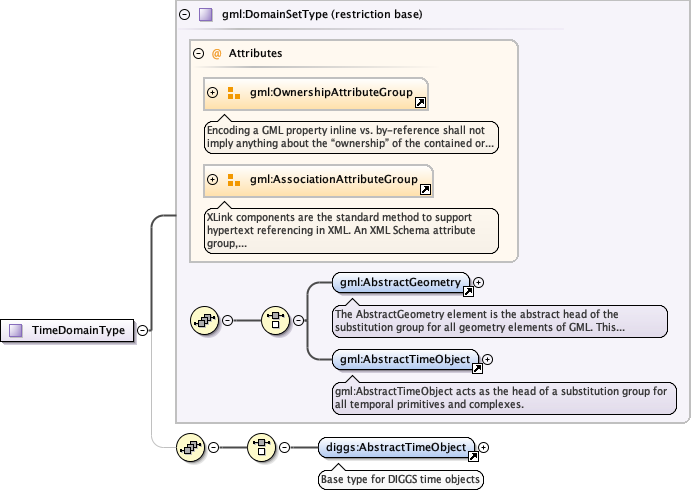 gml:DomainSetType (restriction base)
@ Attributes
gml:OwnershipAttributeGroup
Encoding a GML property inline vs. by-reference shall not
imply anything about the “ownership” of the contained or...
gml:AssociationAttributeGroup
XLink components are the standard method to support
hypertext referencing in XML. An XML Schema attribute
group,...
gml:AbstractGeometry
The AbstractGeometry element is the abstract head of the
substitution group for all geometry elements of GML. This...
TimeDomainType
gml:AbstractTimeObject
gml:AbstractTimeObject acts as the head of a substitution group for
all temporal primitives and complexes.
diggs:AbstractTimeObject
Base type for DIGGS time objects